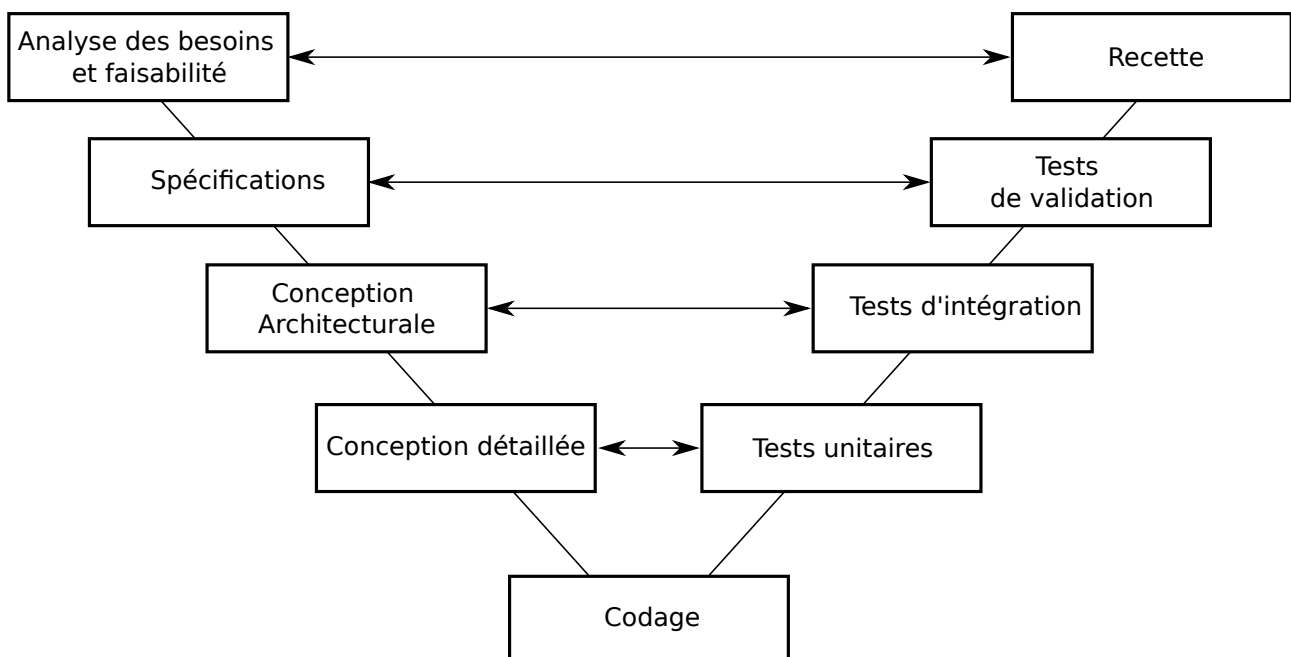 Analyse des besoins
et faisabilité
Recette
Spécifications
Tests
de validation
Conception
Architecturale
Tests d'intégration
Conception détaillée
Tests unitaires
Codage